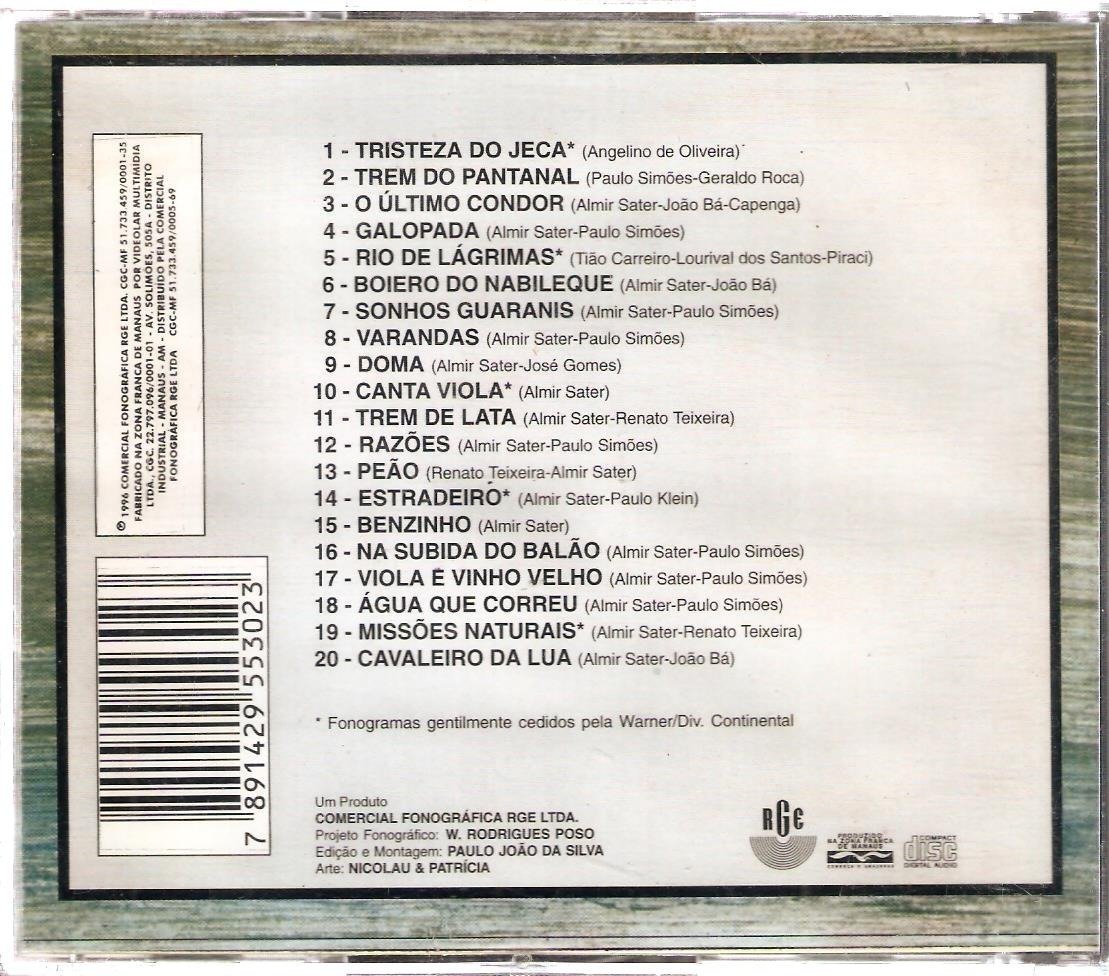 ℗ 1996 COMERCIAL FONOGRÁFICA RGE LTDA. CGC-MF 51.733.459/0001-35
FABRICADO NA ZONA FRANCA DE MANAUS POR VIDEOLAR MULTIMIDIA
LTDA., CGC. 22.797.096/0001-01 - AV. SOLIMÕES, 505A - DISTRITO
INDUSTRIAL - MANAUS - AM - DISTRIBUÍDO PELA COMERCIAL
FONOGRÁFICA RGE LTDA CGC-MF 51.733.459/0005-69
7 891429 553023
1 - TRISTEZA DO JECA* (Angelino de Oliveira)
2 - TREM DO PANTANAL (Paulo Simões-Geraldo Roca)
3 - O ÚLTIMO CONDOR (Almir Sater-João Bá-Capenga)
4 - GALOPADA (Almir Sater-Paulo Simões)
5 - RIO DE LÁGRIMAS* (Tião Carreiro-Lourival dos Santos-Piraci)
6 - BOIERO DO NABILEQUE (Almir Sater-João Bá)
7 - SONHOS GUARANIS (Almir Sater-Paulo Simões)
8 - VARANDAS (Almir Sater-Paulo Simões)
9 - DOMA (Almir Sater-José Gomes)
10 - CANTA VIOLA* (Almir Sater)
11 - TREM DE LATA (Almir Sater-Renato Teixeira)
12 - RAZÕES (Almir Sater-Paulo Simões)
13 - PEÃO (Renato Teixeira-Almir Sater)
14 - ESTRADEIRO* (Almir Sater-Paulo Klein)
15 - BENZINHO (Almir Sater)
16 - NA SUBIDA DO BALÃO (Almir Sater-Paulo Simões)
17 - VIOLA E VINHO VELHO (Almir Sater-Paulo Simões)
18 - ÁGUA QUE CORREU (Almir Sater-Paulo Simões)
19 - MISSÕES NATURAIS* (Almir Sater-Renato Teixeira)
20 - CAVALEIRO DA LUA (Almir Sater-João Bá)
* Fonogramas gentilmente cedidos pela Warner/Div. Continental
Um Produto
COMERCIAL FONOGRÁFICA RGE LTDA.
Projeto Fonográfico: W. RODRIGUES POSO
Edição e Montagem: PAULO JOÃO DA SILVA
Arte: NICOLAU & PATRÍCIA
RGE
PRODUZIDO
NA ZONA FRANCA
DE MANAUS
CONHEÇA O AMAZONAS
COMPACT
disc
DIGITAL AUDIO